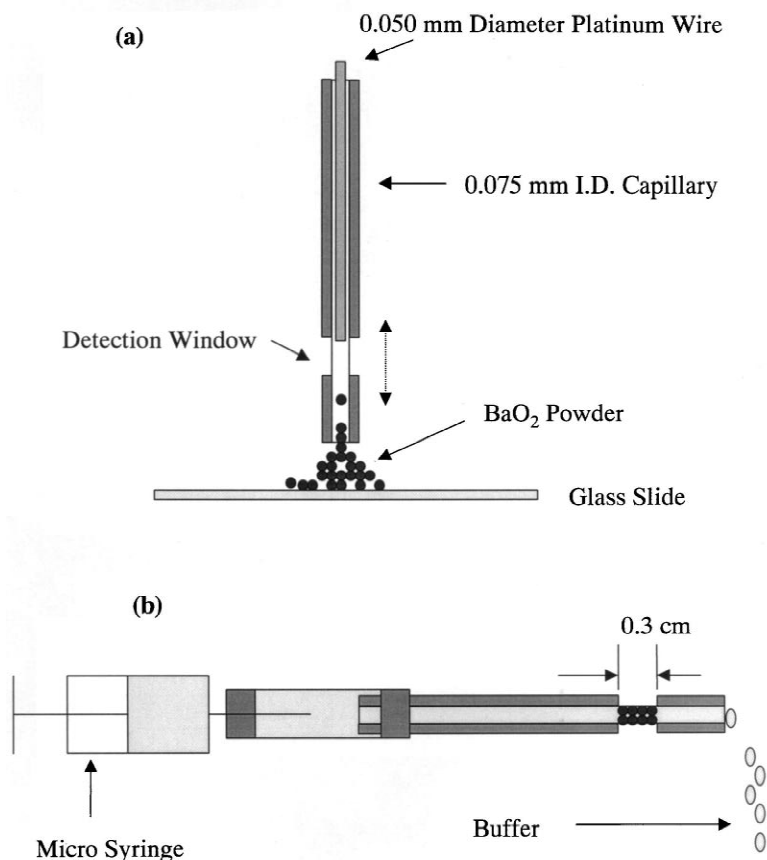 (a)
0.050 mm Diameter Platinum Wire
0.075 mm I.D. Capillary
Detection Window
BaO₂ Powder
Glass Slide
(b)
0.3 cm
Buffer
Micro Syringe